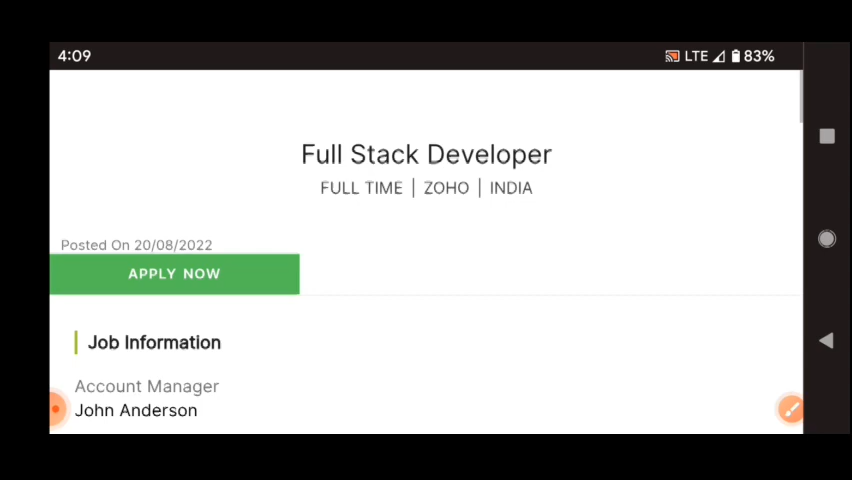 4:09 LTE 83%
Full Stack Developer
FULL TIME | ZOHO | INDIA
Posted On 20/08/2022
APPLY NOW
Job Information
Account Manager
John Anderson